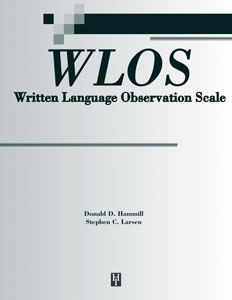 WLOS
Written Language Observation Scale
Donald D. Hammill
Stephen C. Larsen